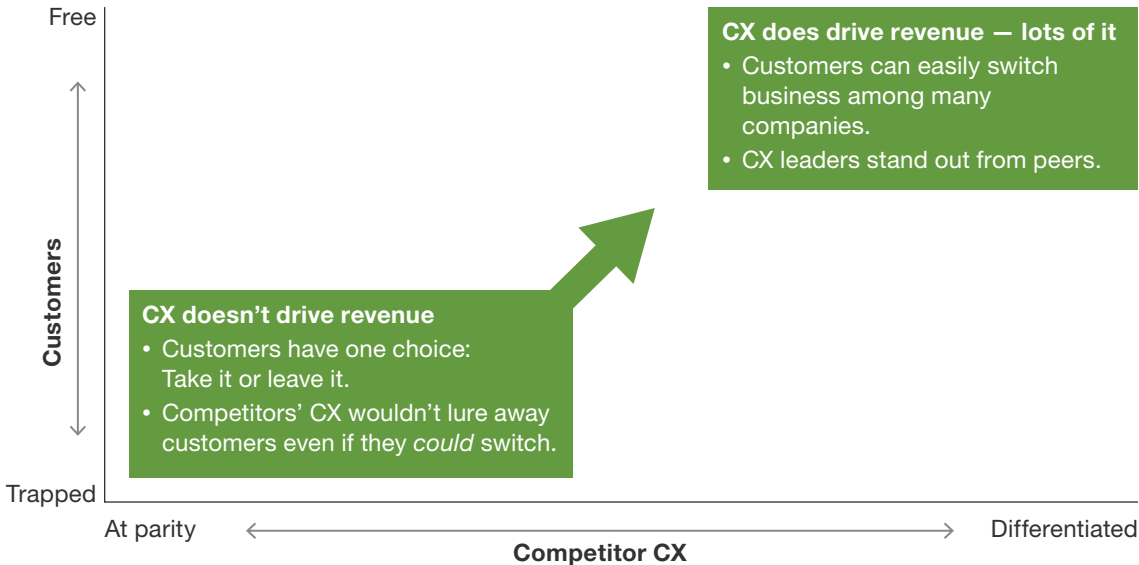 Free
CX does drive revenue — lots of it
• Customers can easily switch
business among many
companies.
• CX leaders stand out from peers.
Customers
CX doesn’t drive revenue
• Customers have one choice:
Take it or leave it.
• Competitors’ CX wouldn’t lure away
customers even if they could switch.
Trapped
At parity
Differentiated
Competitor CX